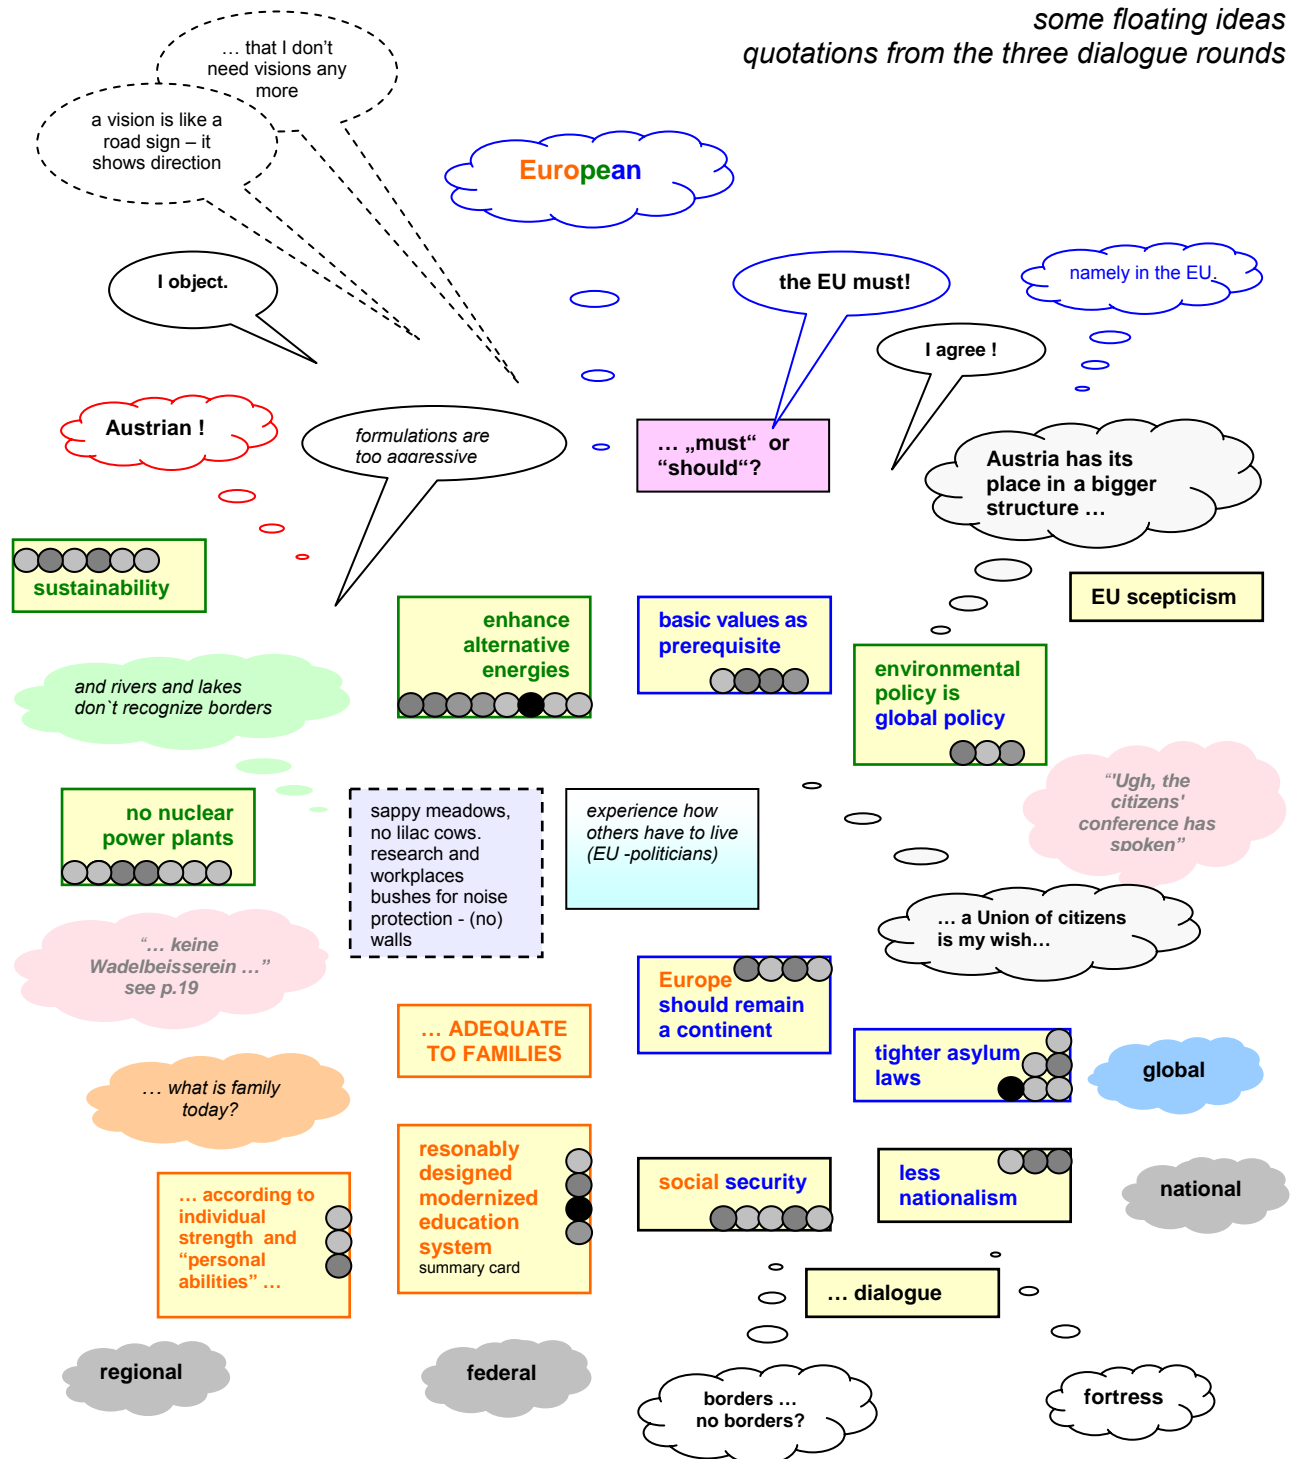 some floating ideas
quotations from the three dialogue rounds
… that I don't
need visions any
more
a vision is like a
road sign – it
shows direction
European
I object.
the EU must!
namely in the EU.
I agree !
Austrian !
formulations are
too aggressive
… „must“ or
“should“?
Austria has its
place in a bigger
structure …
sustainability
EU scepticism
enhance
alternative
energies
basic values as
prerequisite
environmental
policy is
global policy
and rivers and lakes
don`t recognize borders
“'Ugh, the
citizens'
conference has
spoken”
no nuclear
power plants
sappy meadows,
no lilac cows.
research and
workplaces
bushes for noise
protection - (no)
walls
experience how
others have to live
(EU -politicians)
… a Union of citizens
is my wish…
“… keine
Wadelbeisserein …”
see p.19
Europe
should remain
a continent
… ADEQUATE
TO FAMILIES
tighter asylum
laws
global
… what is family
today?
resonably
designed
modernized
education
system
summary card
social security
less
nationalism
national
… according to
individual
strength and
“personal
abilities” …
… dialogue
regional
federal
borders …
no borders?
fortress